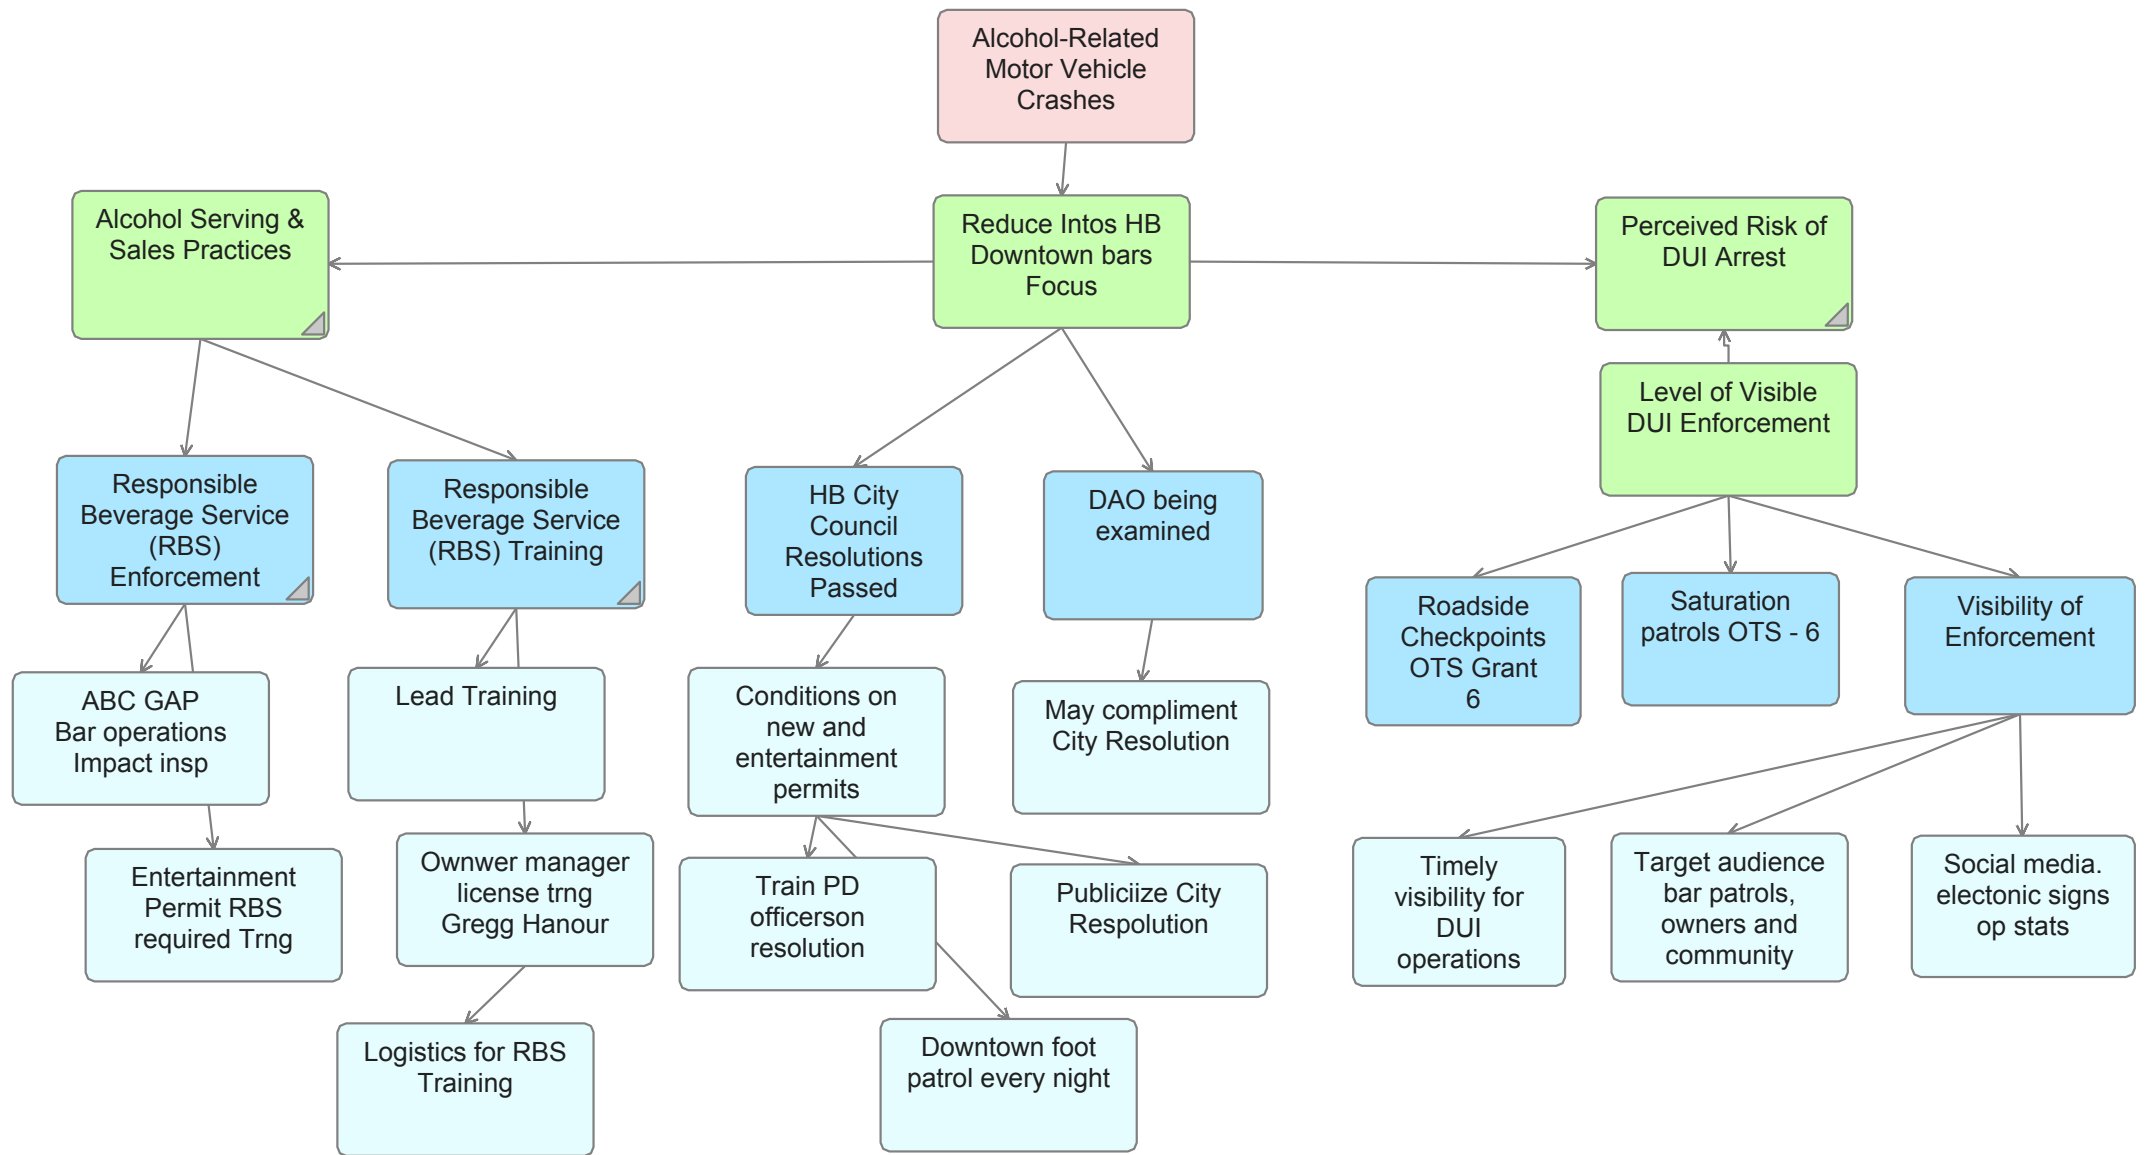 Alcohol-Related
Motor Vehicle
Crashes
Alcohol Serving &
Sales Practices
Reduce Intos HB
Downtown bars
Focus
Perceived Risk of
DUI Arrest
Level of Visible
DUI Enforcement
Responsible
Beverage Service
(RBS)
Enforcement
Responsible
Beverage Service
(RBS) Training
HB City
Council
Resolutions
Passed
DAO being
examined
Roadside
Checkpoints
OTS Grant
6
Saturation
patrols OTS - 6
Visibility of
Enforcement
ABC GAP
Bar operations
Impact insp
Lead Training
Conditions on
new and
entertainment
permits
May compliment
City Resolution
Entertainment
Permit RBS
required Trng
Ownwer manager
license trng
Gregg Hanour
Train PD
officerson
resolution
Publiciize City
Respolution
Timely
visibility for
DUI
operations
Target audience
bar patrols,
owners and
community
Social media.
electonic signs
op stats
Logistics for RBS
Training
Downtown foot
patrol every night